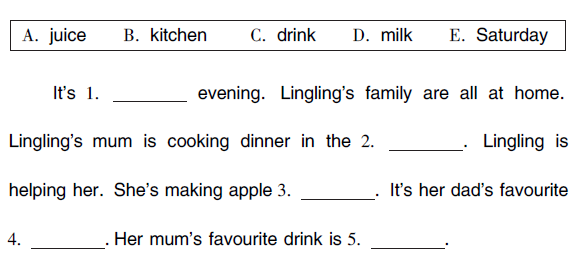 A. juice B. kitchen C. drink D. milk E. Saturday
It's 1. ________ evening. Lingling's family are all at home.
Lingling's mum is cooking dinner in the 2. ________. Lingling is
helping her. She's making apple 3. ________. It's her dad's favourite
4. ________. Her mum's favourite drink is 5. ________.